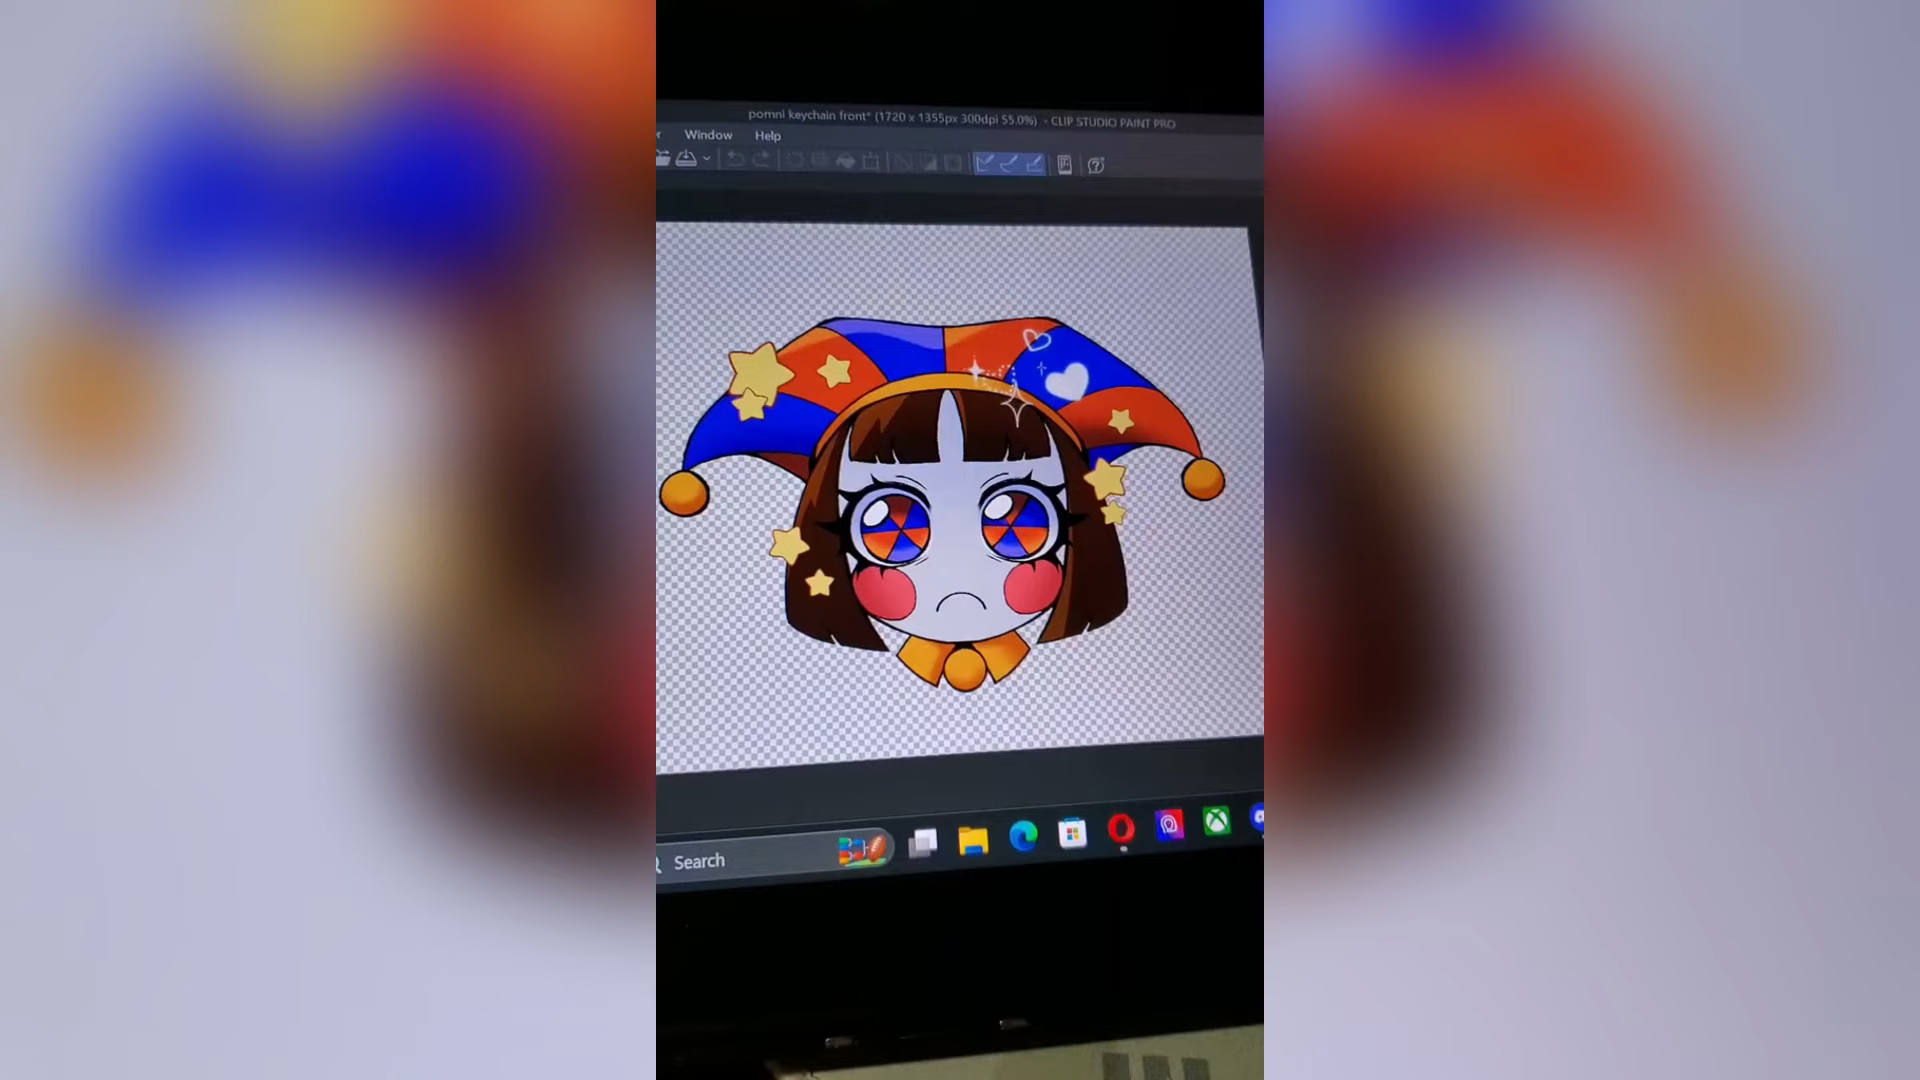 pomni keychain front* (1720 x 1355px 300dpi 55.0%) - CLIP STUDIO PAINT PRO
Window Help
Search